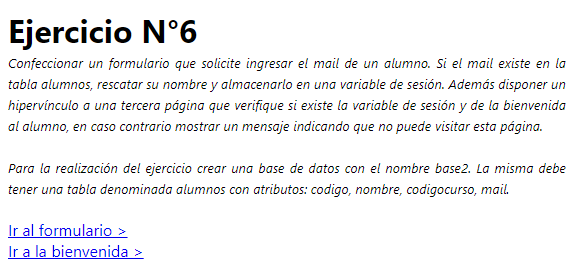 Ejercicio N°6
Confeccionar un formulario que solicite ingresar el mail de un alumno. Si el mail existe en la
tabla alumnos, rescatar su nombre y almacenarlo en una variable de sesión. Además disponer un
hipervínculo a una tercera página que verifique si existe la variable de sesión y de la bienvenida
al alumno, en caso contrario mostrar un mensaje indicando que no puede visitar esta página.
Para la realización del ejercicio crear una base de datos con el nombre base2. La misma debe
tener una tabla denominada alumnos con atributos: codigo, nombre, codigocurso, mail.
Ir al formulario >
Ir a la bienvenida >